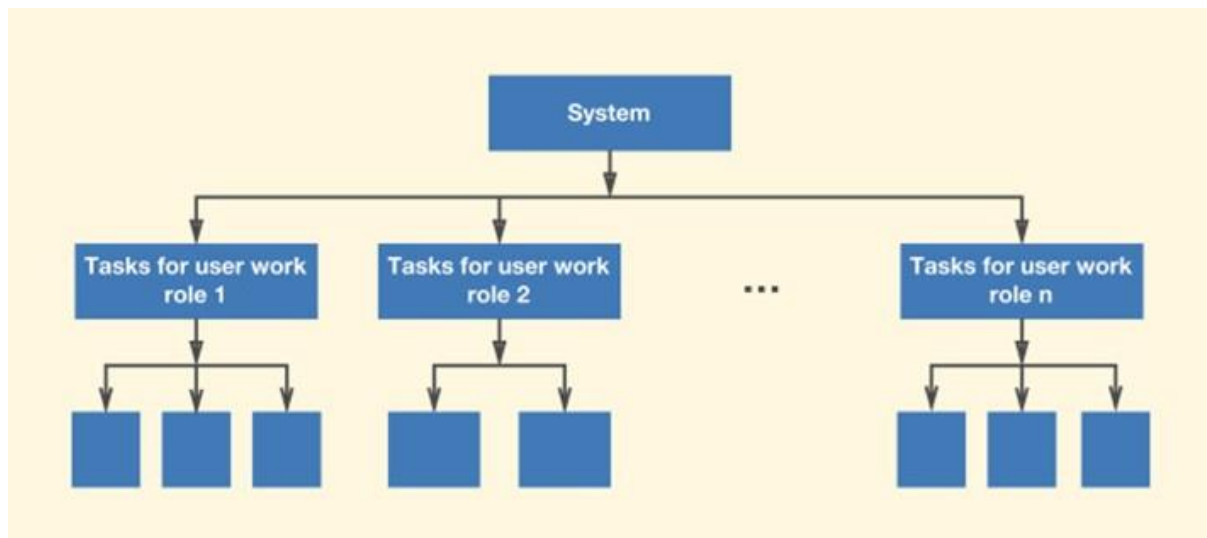 System
Tasks for user work
role 1
Tasks for user work
role 2
...
Tasks for user work
role n